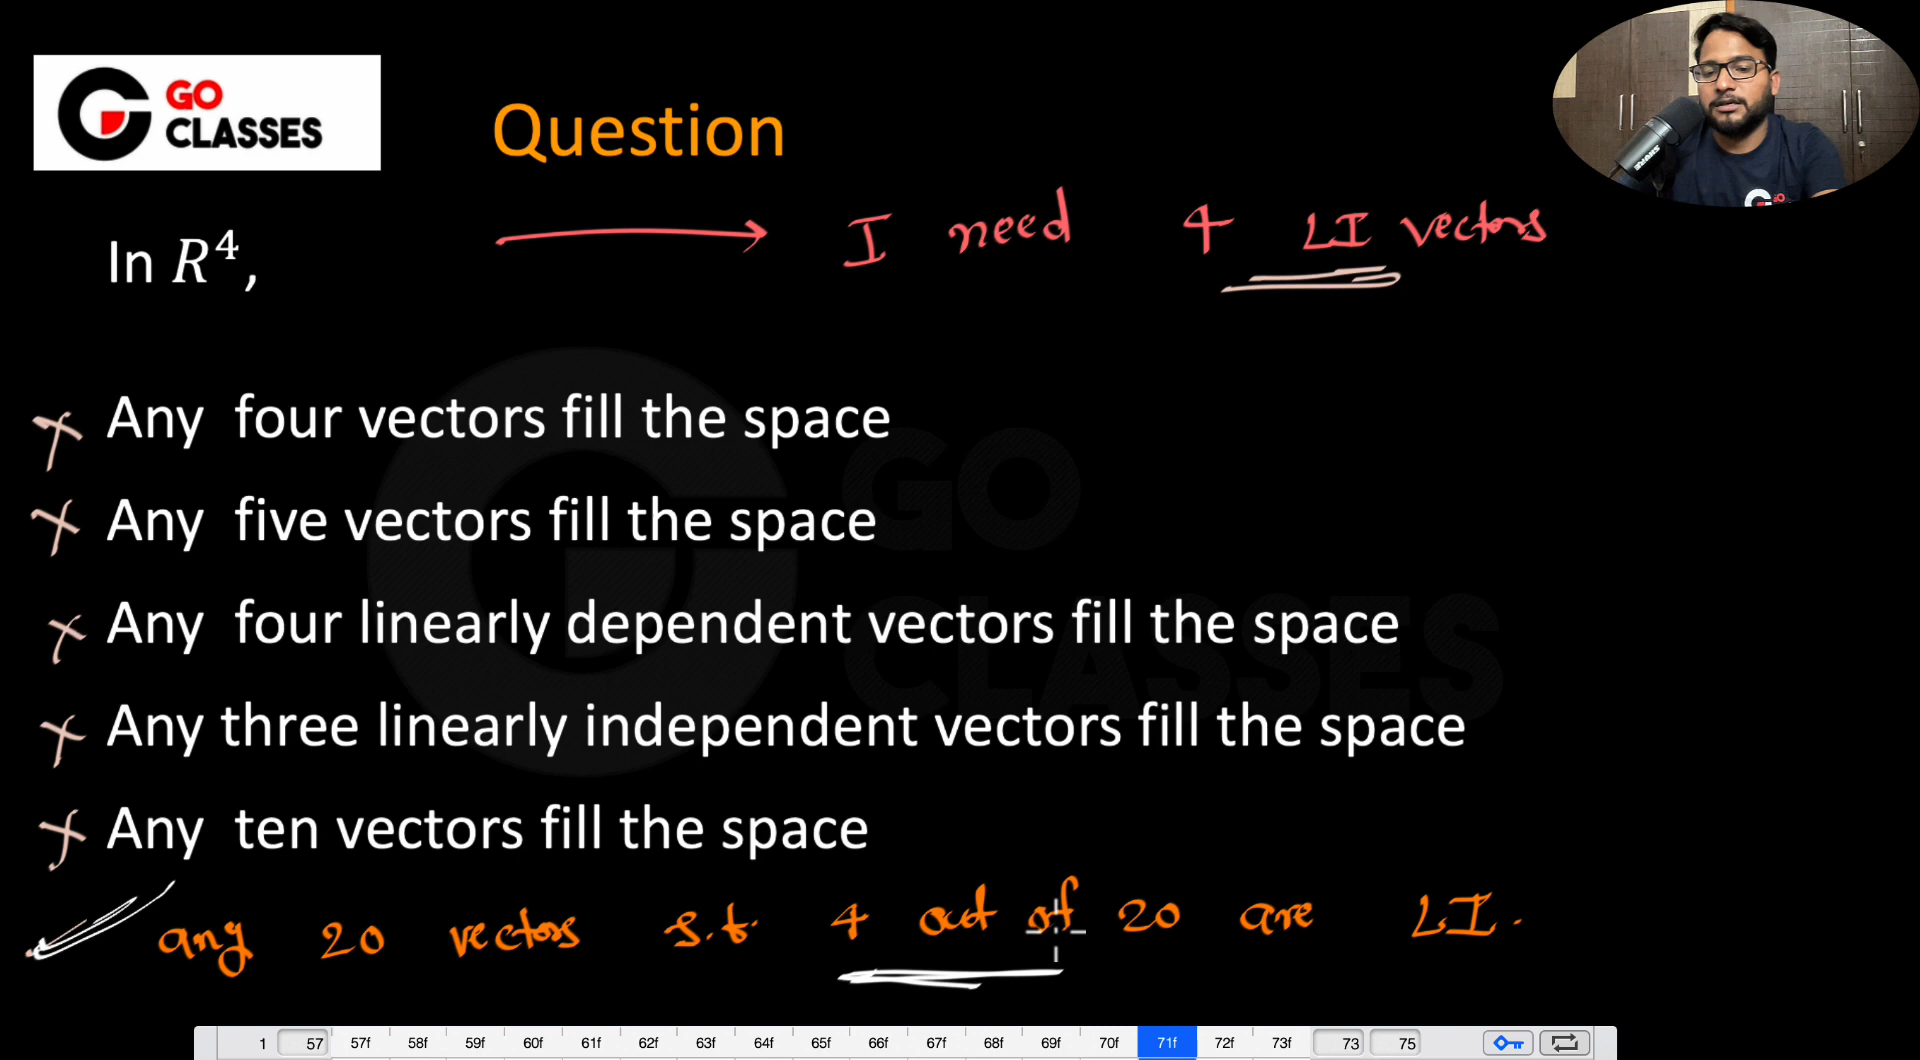 GO
CLASSES
Question
In R⁴,
I need 4 LI vectors
Any four vectors fill the space
Any five vectors fill the space
Any four linearly dependent vectors fill the space
Any three linearly independent vectors fill the space
Any ten vectors fill the space
any 20 vectors s.t. 4 out of 20 are LI.
GO
CLASSES
1 57 57f 58f 59f 60f 61f 62f 63f 64f 65f 66f 67f 68f 69f 70f 71f 72f 73f 73 75